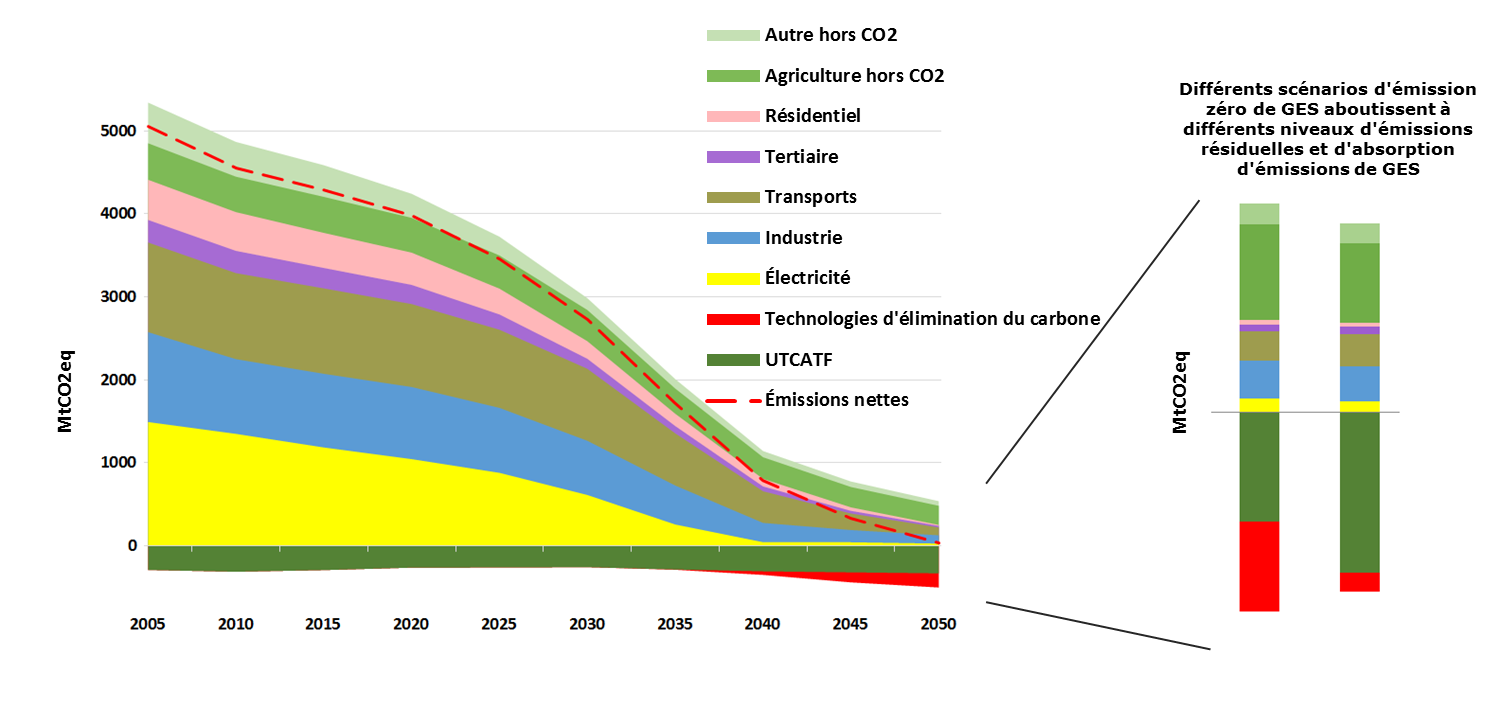 Autre hors CO2
Agriculture hors CO2
Résidentiel
Tertiaire
Transports
Industrie
Électricité
Technologies d'élimination du carbone
UTCATF
Émissions nettes
5000
4000
3000
2000
1000
0
MtCO2eq
2005 2010 2015 2020 2025 2030 2035 2040 2045 2050
Différents scénarios d'émission
zéro de GES aboutissent à
différents niveaux d'émissions
résiduelles et d'absorption
d'émissions de GES
MtCO2eq